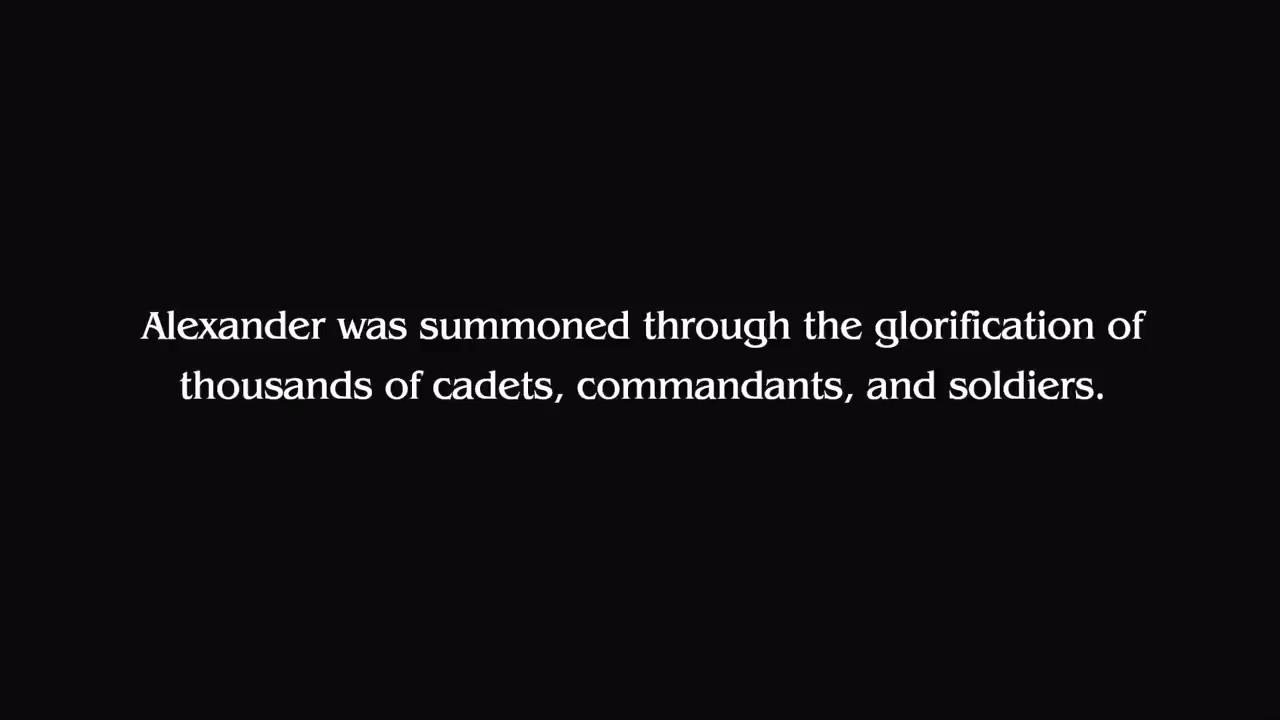 Alexander was summoned through the glorification of
thousands of cadets, commandants, and soldiers.